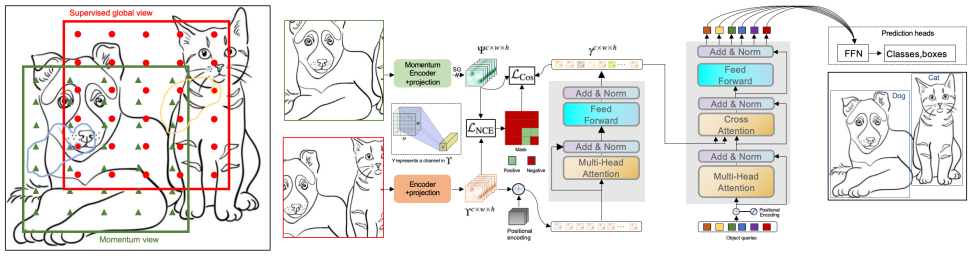 Supervised global view
Momentum view
Momentum
Encoder
+projection
SG
Ψ^{c×w×h}
L_Cos
L_NCE
Υ represents a channel in Υ
Mask
Positive Negative
Encoder
+projection
Υ^{c×w×h}
Positional
encoding
γ^{c×w×h}
Add & Norm
Feed
Forward
Add & Norm
Multi-Head
Attention
Add & Norm
Feed
Forward
Add & Norm
Cross
Attention
Add & Norm
Multi-Head
Attention
Positional
Encoding
Object queries
Prediction heads
FFN
Classes,boxes
Cat
Dog